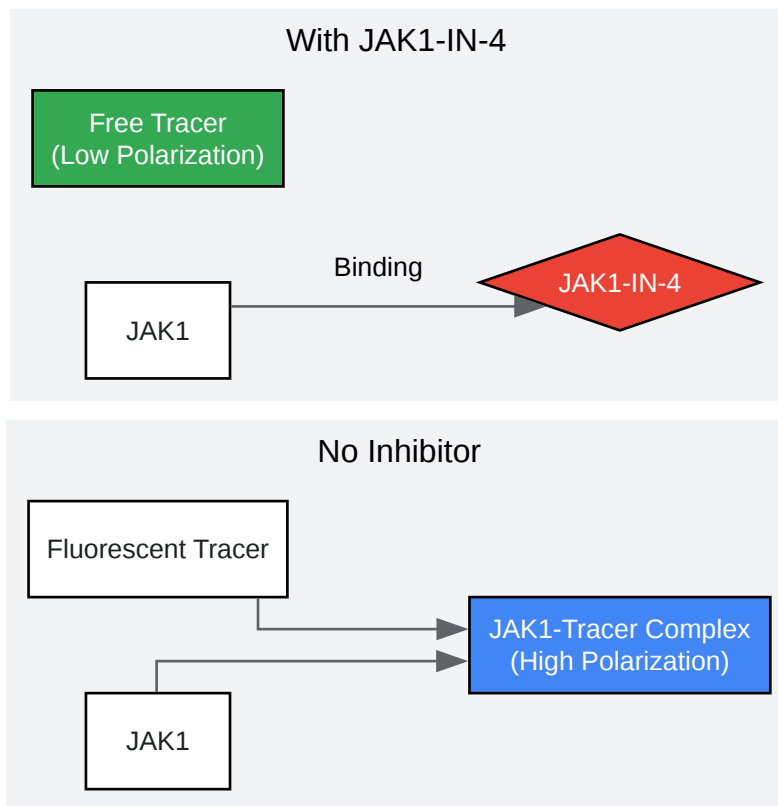 With JAK1-IN-4
Free Tracer
(Low Polarization)
Binding
JAK1-IN-4
JAK1
No Inhibitor
Fluorescent Tracer
JAK1-Tracer Complex
(High Polarization)
JAK1